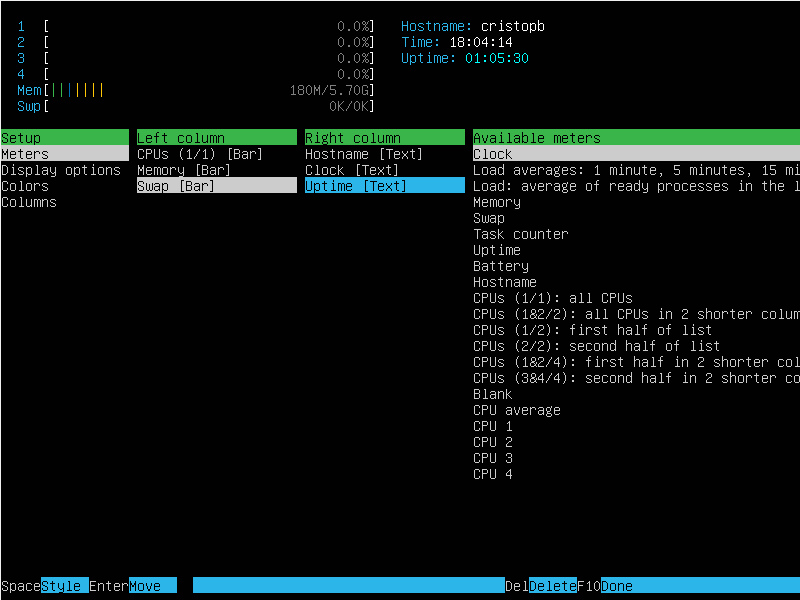 1 [ 0.0%] Hostname: cristopb
2 [ 0.0%] Time: 18:04:14
3 [ 0.0%] Uptime: 01:05:30
4 [ 0.0%]
Mem[||||||| 180M/5.70G]
Swp[ 0K/0K]
Setup Left column Right column Available meters
Meters CPUs (1/1) [Bar] Hostname [Text] Clock
Display options Memory [Bar] Clock [Text] Load averages: 1 minute, 5 minutes, 15 mi
Colors Swap [Bar] Uptime [Text] Load: average of ready processes in the l
Columns Memory
Swap
Task counter
Uptime
Battery
Hostname
CPUs (1/1): all CPUs
CPUs (1&2/2): all CPUs in 2 shorter colum
CPUs (1/2): first half of list
CPUs (2/2): second half of list
CPUs (1&2/4): first half in 2 shorter col
CPUs (3&4/4): second half in 2 shorter co
Blank
CPU average
CPU 1
CPU 2
CPU 3
CPU 4
SpaceStyle EnterMove DelDeleteF10Done